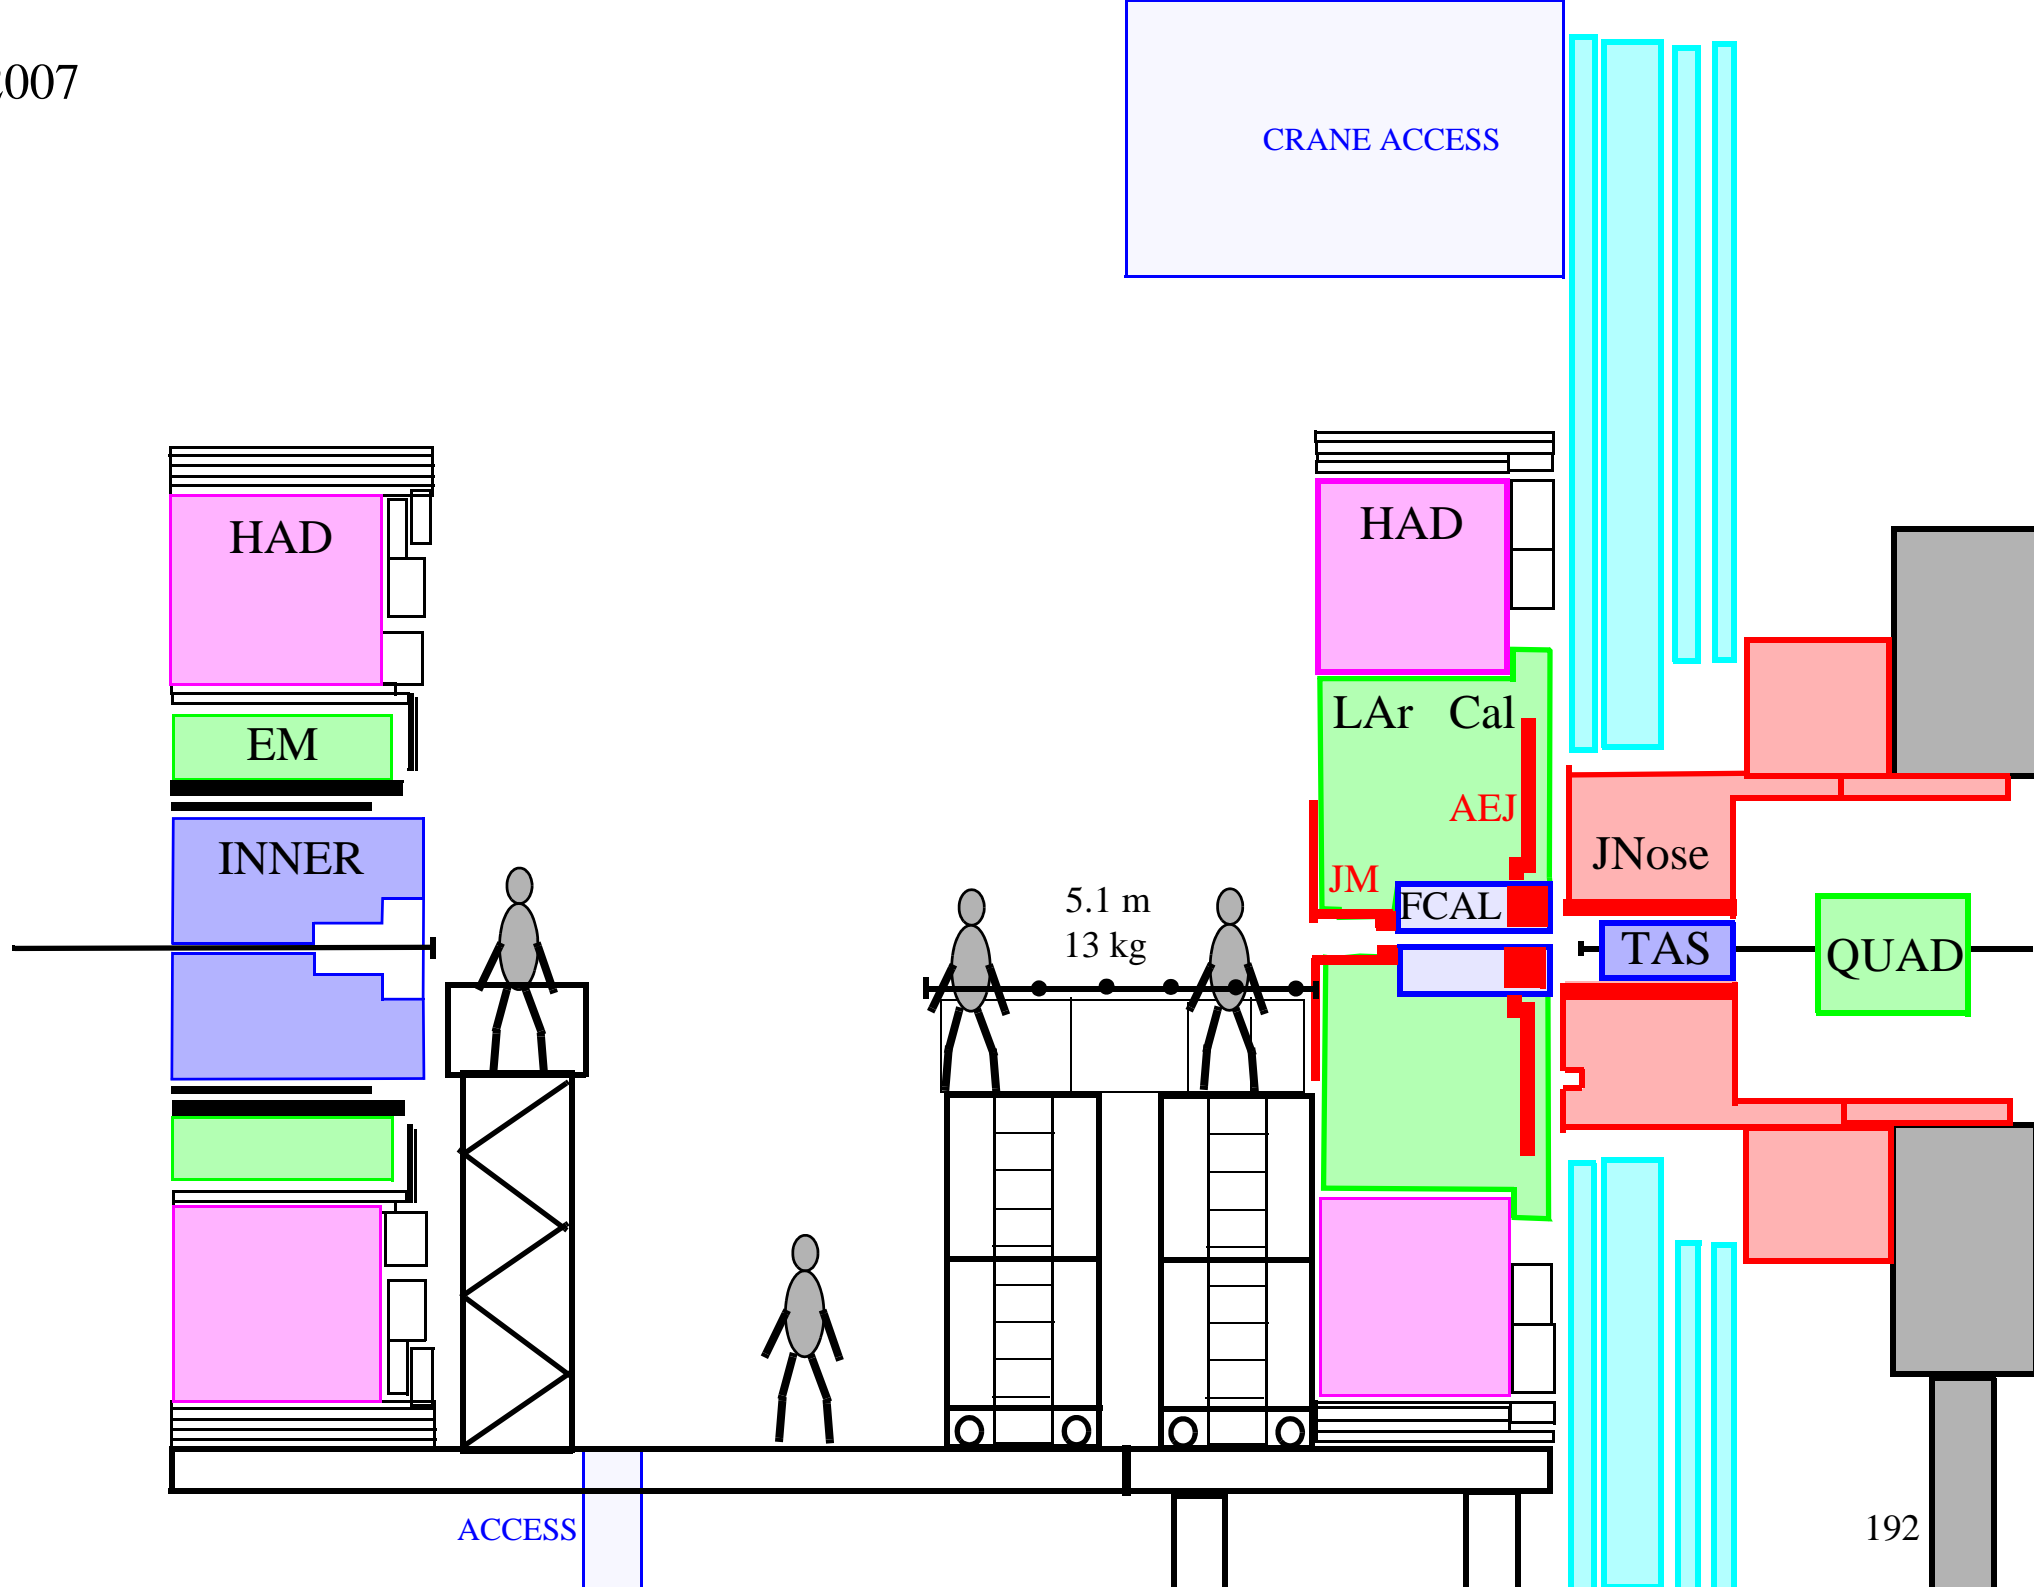 2007
CRANE ACCESS
HAD
HAD
LAr Cal
EM
AEJ
INNER
JNose
JM
5.1 m
FCAL
13 kg
TAS
QUAD
ACCESS
192